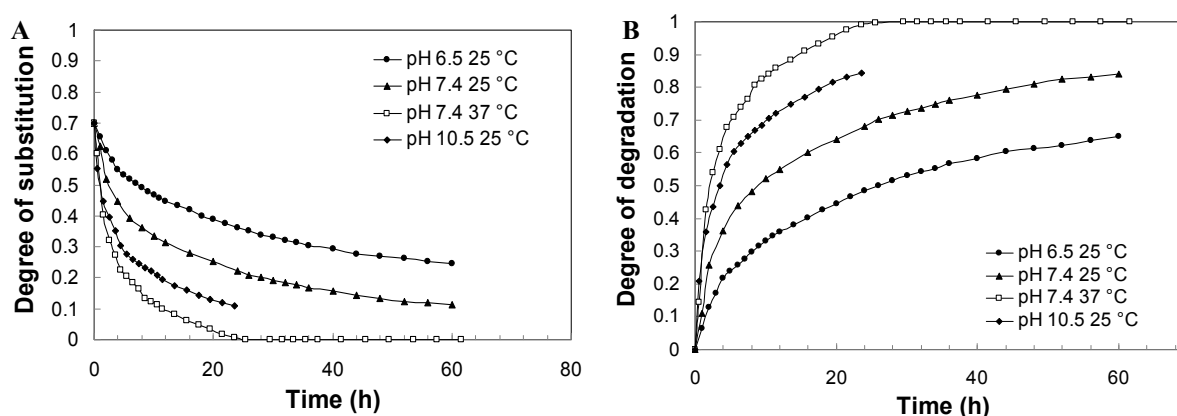 A
Degree of substitution
1
0.9
0.8
0.7
0.6
0.5
0.4
0.3
0.2
0.1
0
0 20 40 60 80
Time (h)
pH 6.5 25 °C
pH 7.4 25 °C
pH 7.4 37 °C
pH 10.5 25 °C
B
Degree of degradation
1
0.9
0.8
0.7
0.6
0.5
0.4
0.3
0.2
0.1
0
0 20 40 60
Time (h)
pH 6.5 25 °C
pH 7.4 25 °C
pH 7.4 37 °C
pH 10.5 25 °C